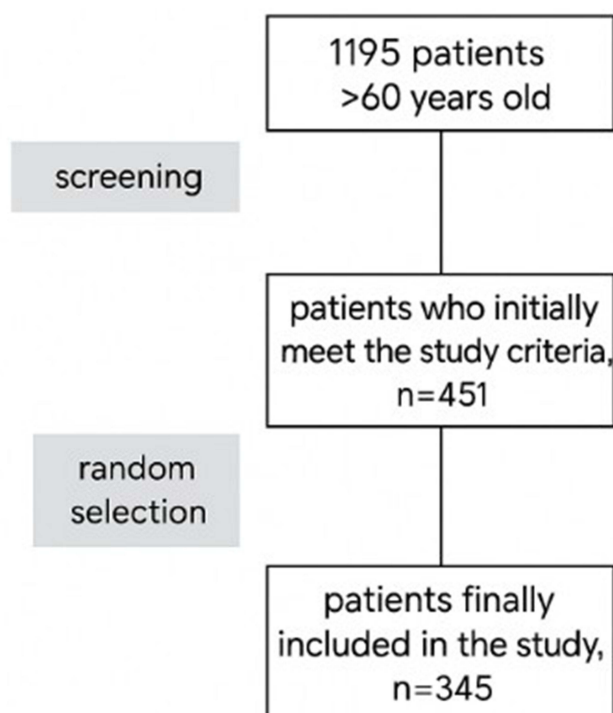 1195 patients
>60 years old
screening
patients who initially
meet the study criteria,
n=451
random
selection
patients finally
included in the study,
n=345